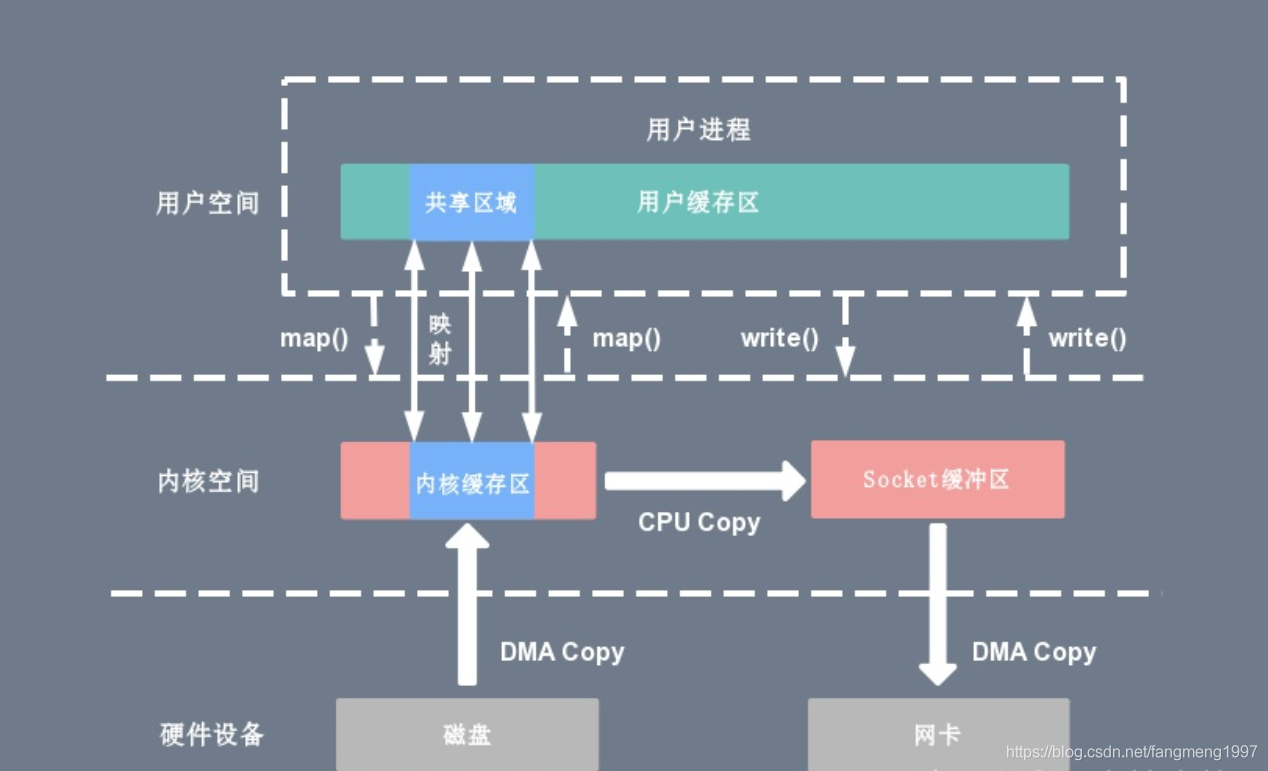 用户进程
用户空间
共享区域
用户缓存区
map()
映
射
map()
write()
write()
内核空间
内核缓存区
Socket缓冲区
CPU Copy
DMA Copy
DMA Copy
硬件设备
磁盘
网卡
https://blog.csdn.net/fangmeng1997